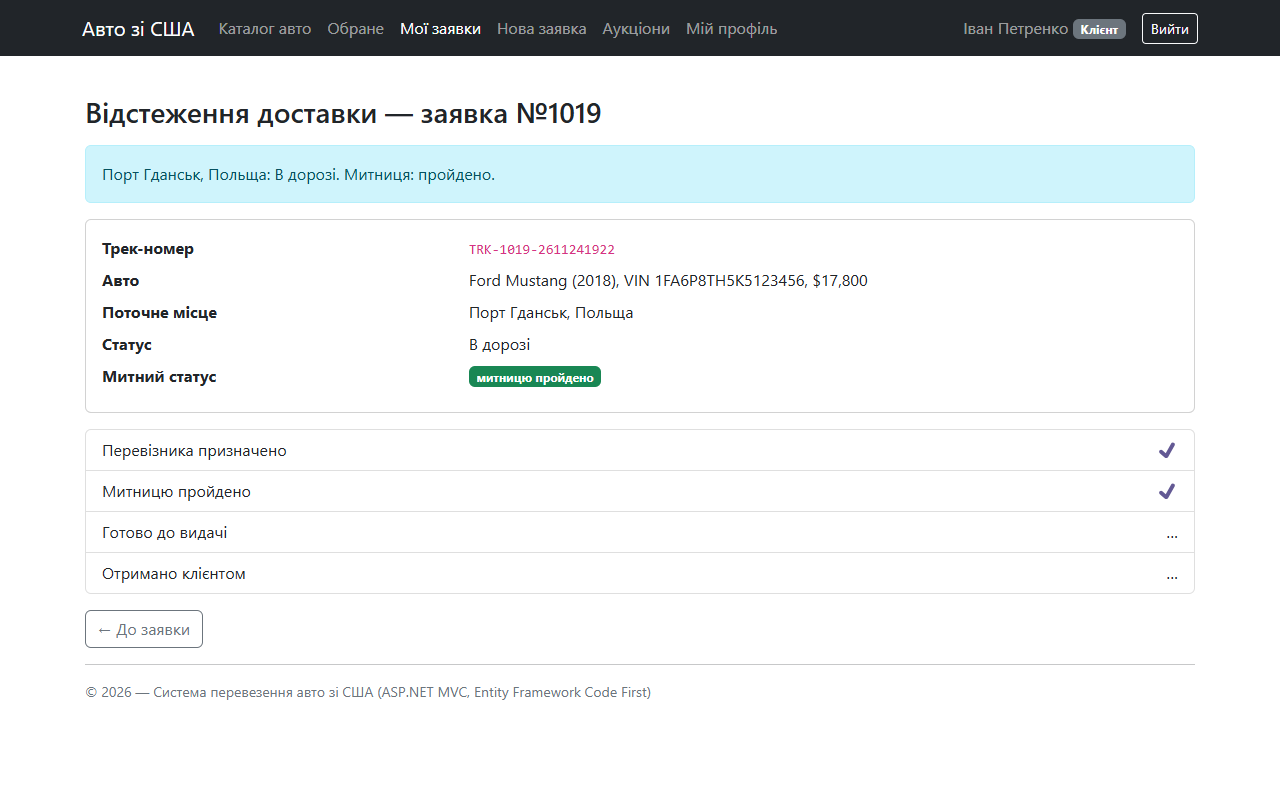 Авто зі США Каталог авто Обране Мої заявки Нова заявка Аукціони Мій профіль Іван Петренко Клієнт Вийти
Відстеження доставки — заявка №1019
Порт Гданськ, Польща: В дорозі. Митниця: пройдено.
Трек-номер TRK-1019-2611241922
Авто Ford Mustang (2018), VIN 1FA6P8TH5K5123456, $17,800
Поточне місце Порт Гданськ, Польща
Статус В дорозі
Митний статус митницю пройдено
Перевізника призначено ✔
Митницю пройдено ✔
Готово до видачі ...
Отримано клієнтом ...
← До заявки
© 2026 — Система перевезення авто зі США (ASP.NET MVC, Entity Framework Code First)